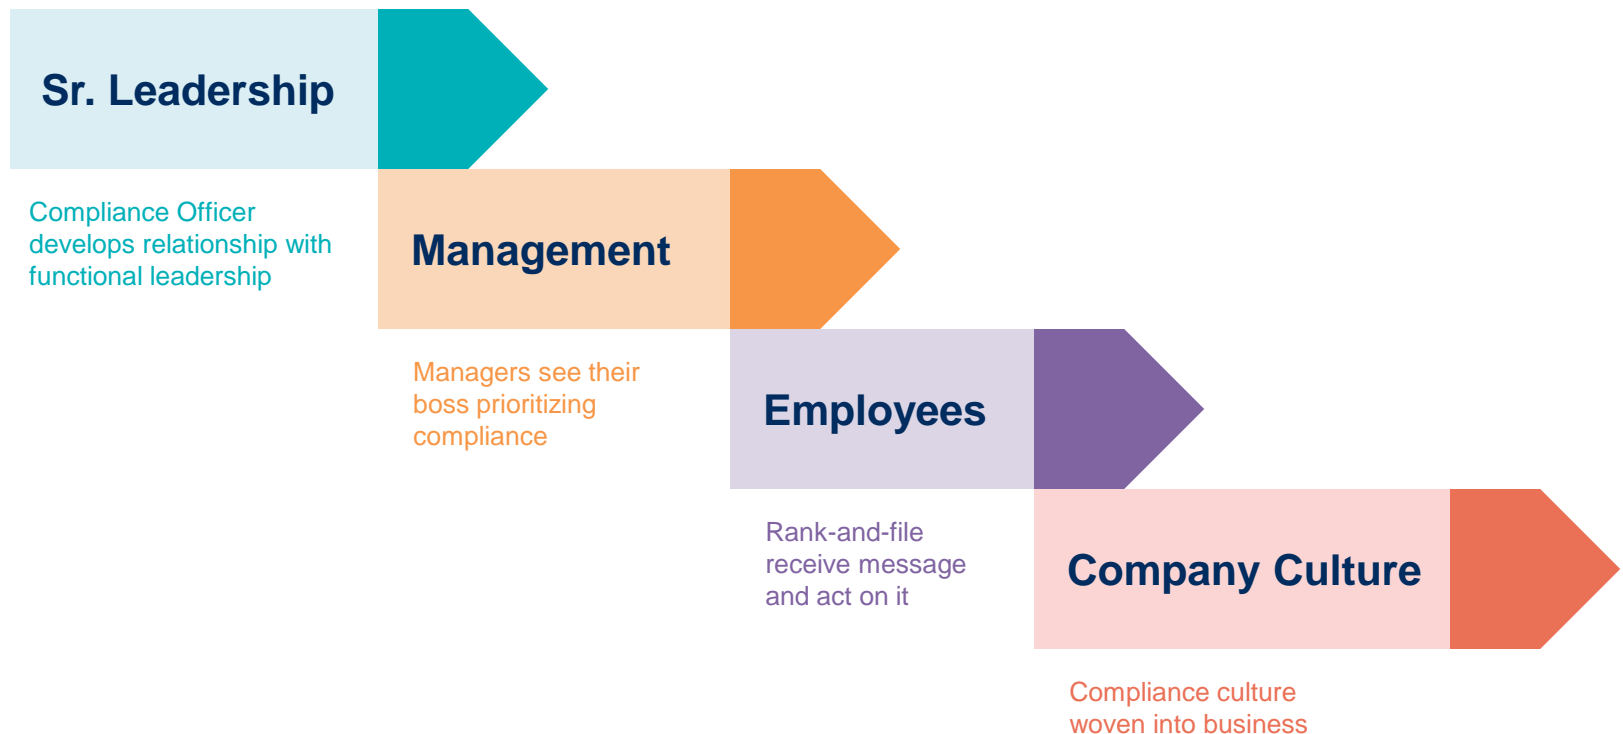 Sr. Leadership
Compliance Officer
develops relationship with
functional leadership
Management
Managers see their
boss prioritizing
compliance
Employees
Rank-and-file
receive message
and act on it
Company Culture
Compliance culture
woven into business